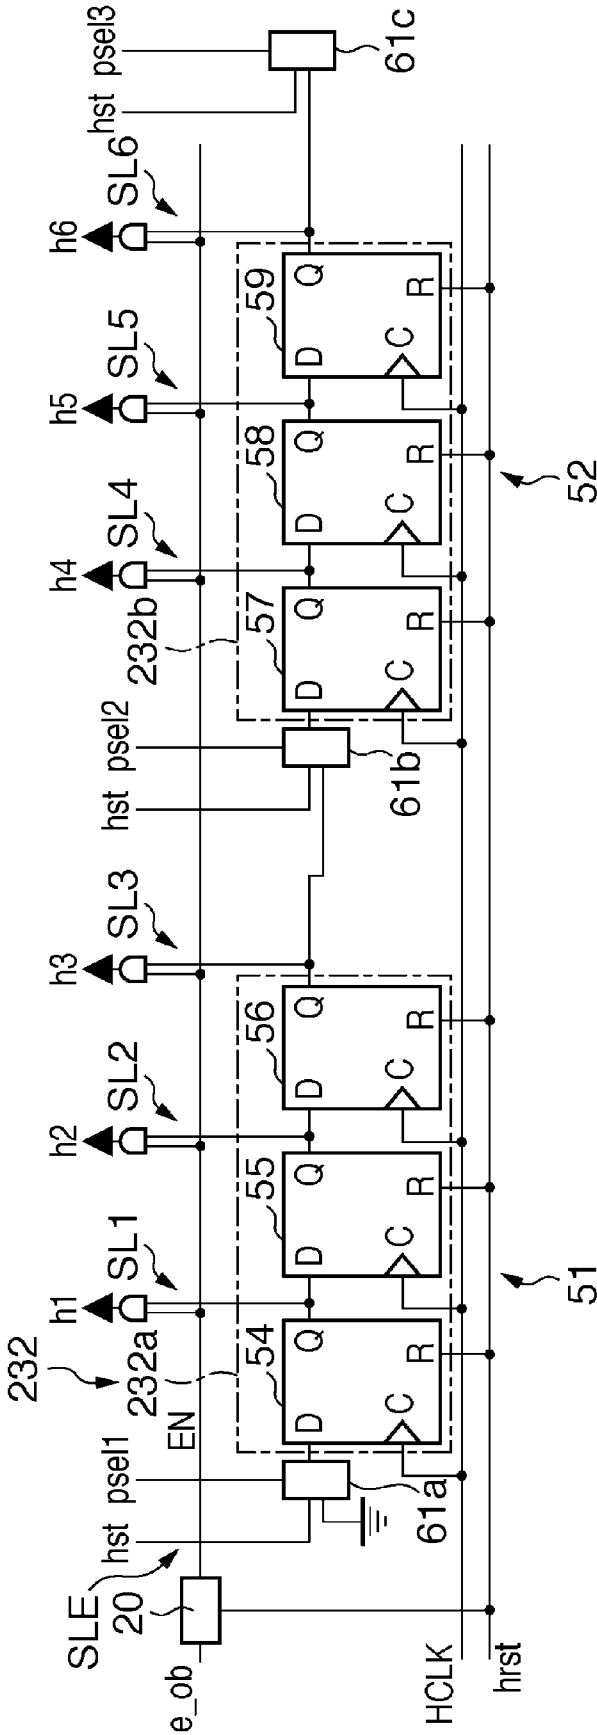 232
h1
h2
h3
h4
h5
h6
SLE
hst psel1
SL1
SL2
SL3
hst psel2
SL4
SL5
SL6
hst psel3
20
232a
232b
e_ob
EN
54
55
56
57
58
59
D Q
D Q
D Q
D Q
D Q
D Q
C
C
C
C
C
C
R
R
R
R
R
R
61a
61b
61c
HCLK
hrst
51
52